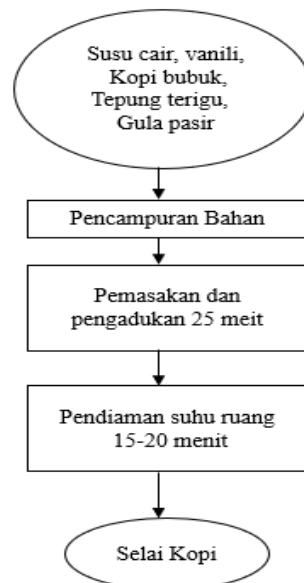 Susu cair, vanili,
Kopi bubuk,
Tepung terigu,
Gula pasir
Pencampuran Bahan
Pemasakan dan
pengadukan 25 meit
Pendiaman suhu ruang
15-20 menit
Selai Kopi